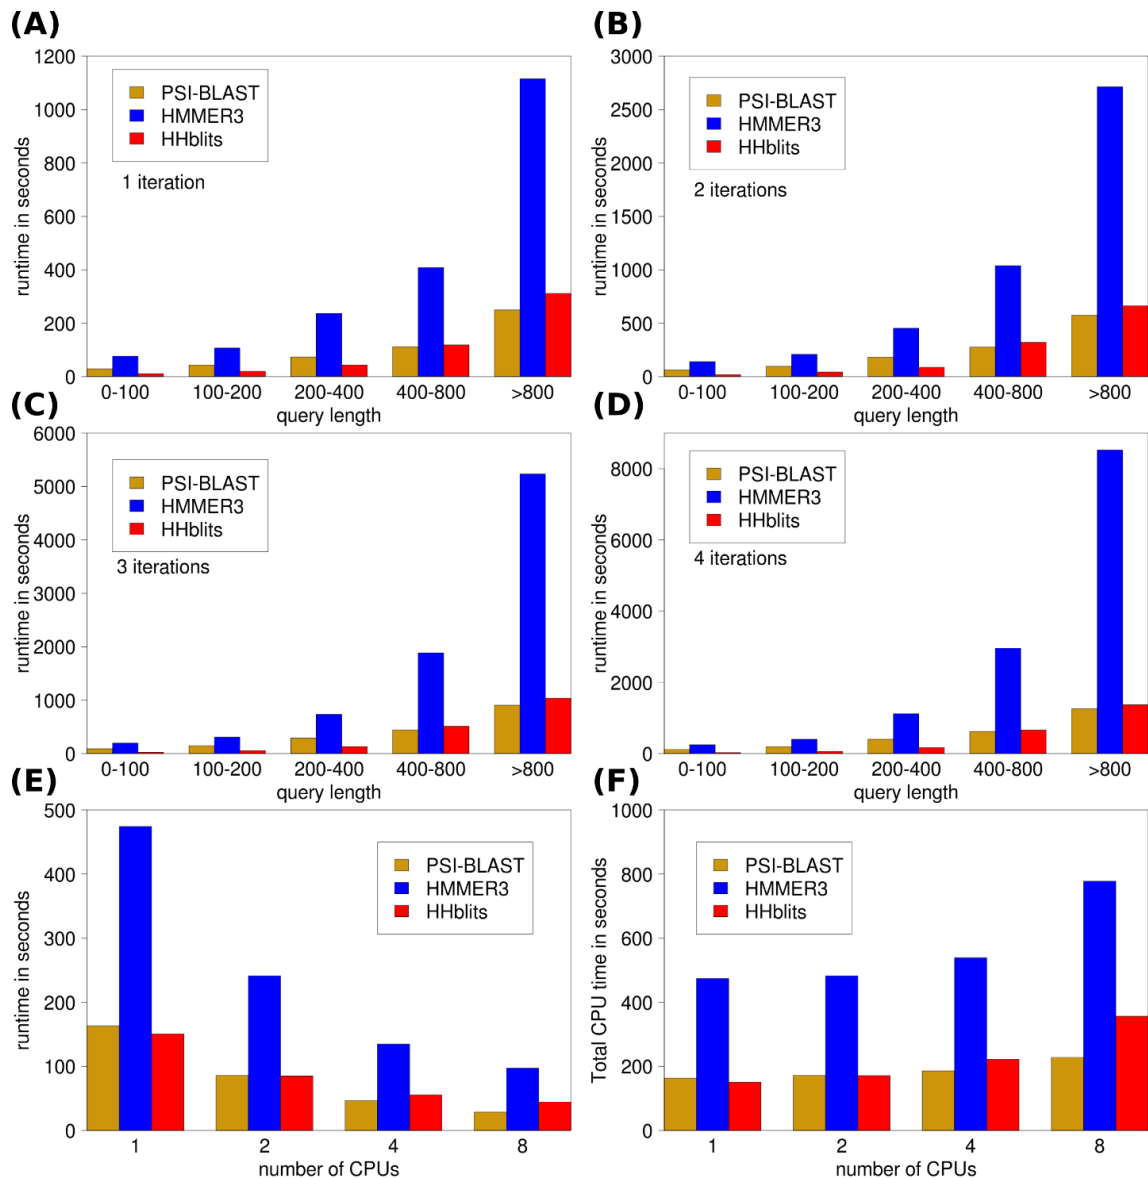 (A)
1200
1000
800
600
400
200
0
runtime in seconds
PSI-BLAST
HMMER3
HHblits
1 iteration
0-100 100-200 200-400 400-800 >800
query length
(B)
3000
2500
2000
1500
1000
500
0
runtime in seconds
PSI-BLAST
HMMER3
HHblits
2 iterations
0-100 100-200 200-400 400-800 >800
query length
(C)
6000
5000
4000
3000
2000
1000
0
runtime in seconds
PSI-BLAST
HMMER3
HHblits
3 iterations
0-100 100-200 200-400 400-800 >800
query length
(D)
8000
6000
4000
2000
0
runtime in seconds
PSI-BLAST
HMMER3
HHblits
4 iterations
0-100 100-200 200-400 400-800 >800
query length
(E)
500
400
300
200
100
0
runtime in seconds
PSI-BLAST
HMMER3
HHblits
1 2 4 8
number of CPUs
(F)
1000
800
600
400
200
0
Total CPU time in seconds
PSI-BLAST
HMMER3
HHblits
1 2 4 8
number of CPUs